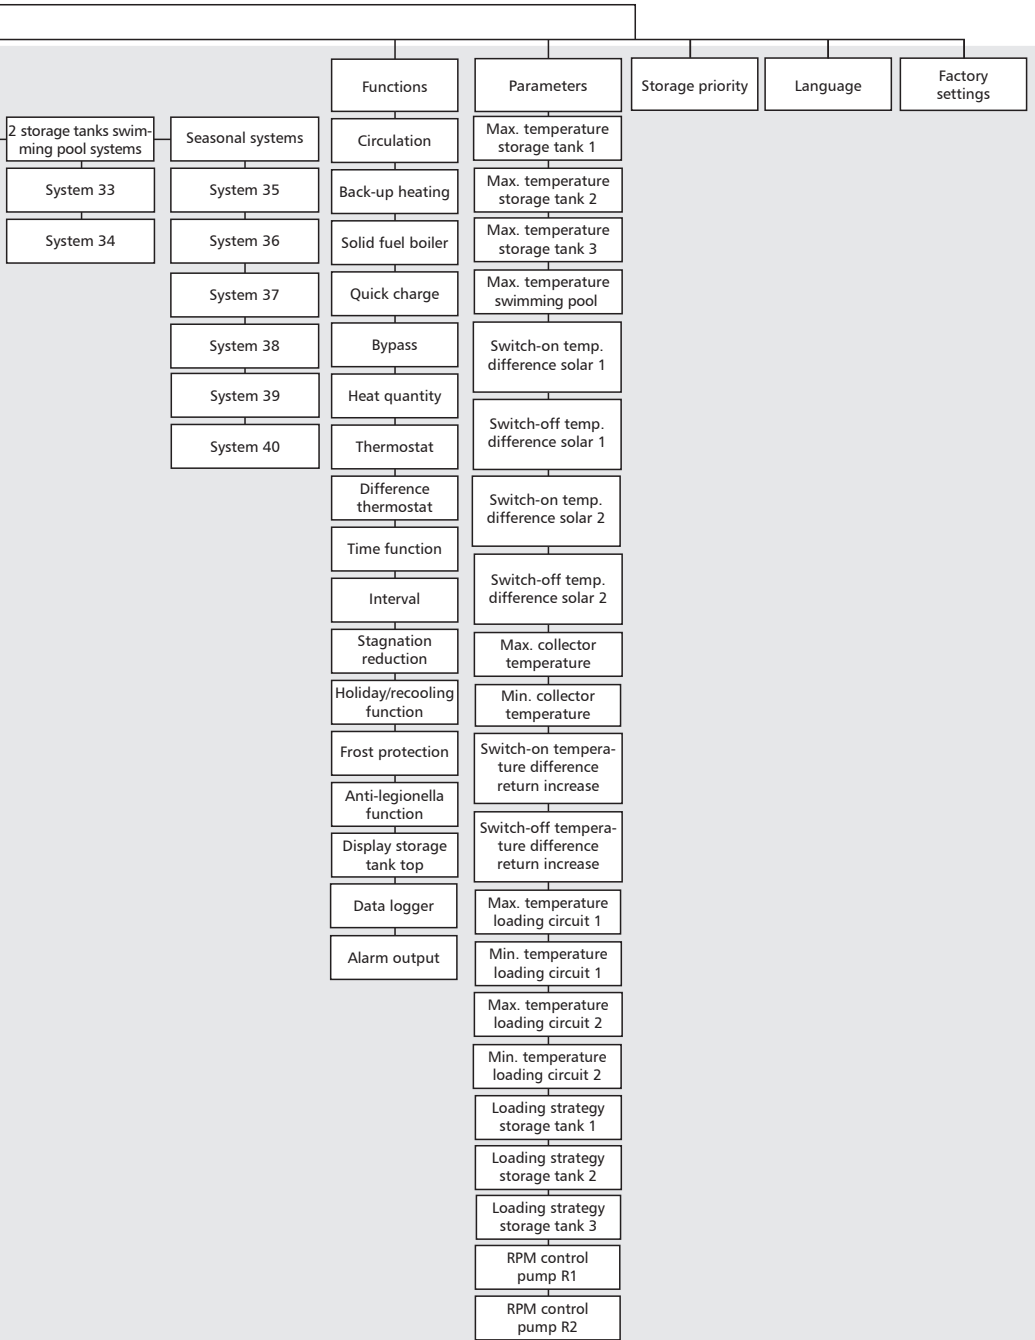 Functions
Parameters
Storage priority
Language
Factory
settings
2 storage tanks swim-
ming pool systems
System 33
System 34
Seasonal systems
System 35
System 36
System 37
System 38
System 39
System 40
Circulation
Back-up heating
Solid fuel boiler
Quick charge
Bypass
Heat quantity
Thermostat
Difference
thermostat
Time function
Interval
Stagnation
reduction
Holiday/recooling
function
Frost protection
Anti-legionella
function
Display storage
tank top
Data logger
Alarm output
Max. temperature
storage tank 1
Max. temperature
storage tank 2
Max. temperature
storage tank 3
Max. temperature
swimming pool
Switch-on temp.
difference solar 1
Switch-off temp.
difference solar 1
Switch-on temp.
difference solar 2
Switch-off temp.
difference solar 2
Max. collector
temperature
Min. collector
temperature
Switch-on tempera-
ture difference
return increase
Switch-off tempera-
ture difference
return increase
Max. temperature
loading circuit 1
Min. temperature
loading circuit 1
Max. temperature
loading circuit 2
Min. temperature
loading circuit 2
Loading strategy
storage tank 1
Loading strategy
storage tank 2
Loading strategy
storage tank 3
RPM control
pump R1
RPM control
pump R2